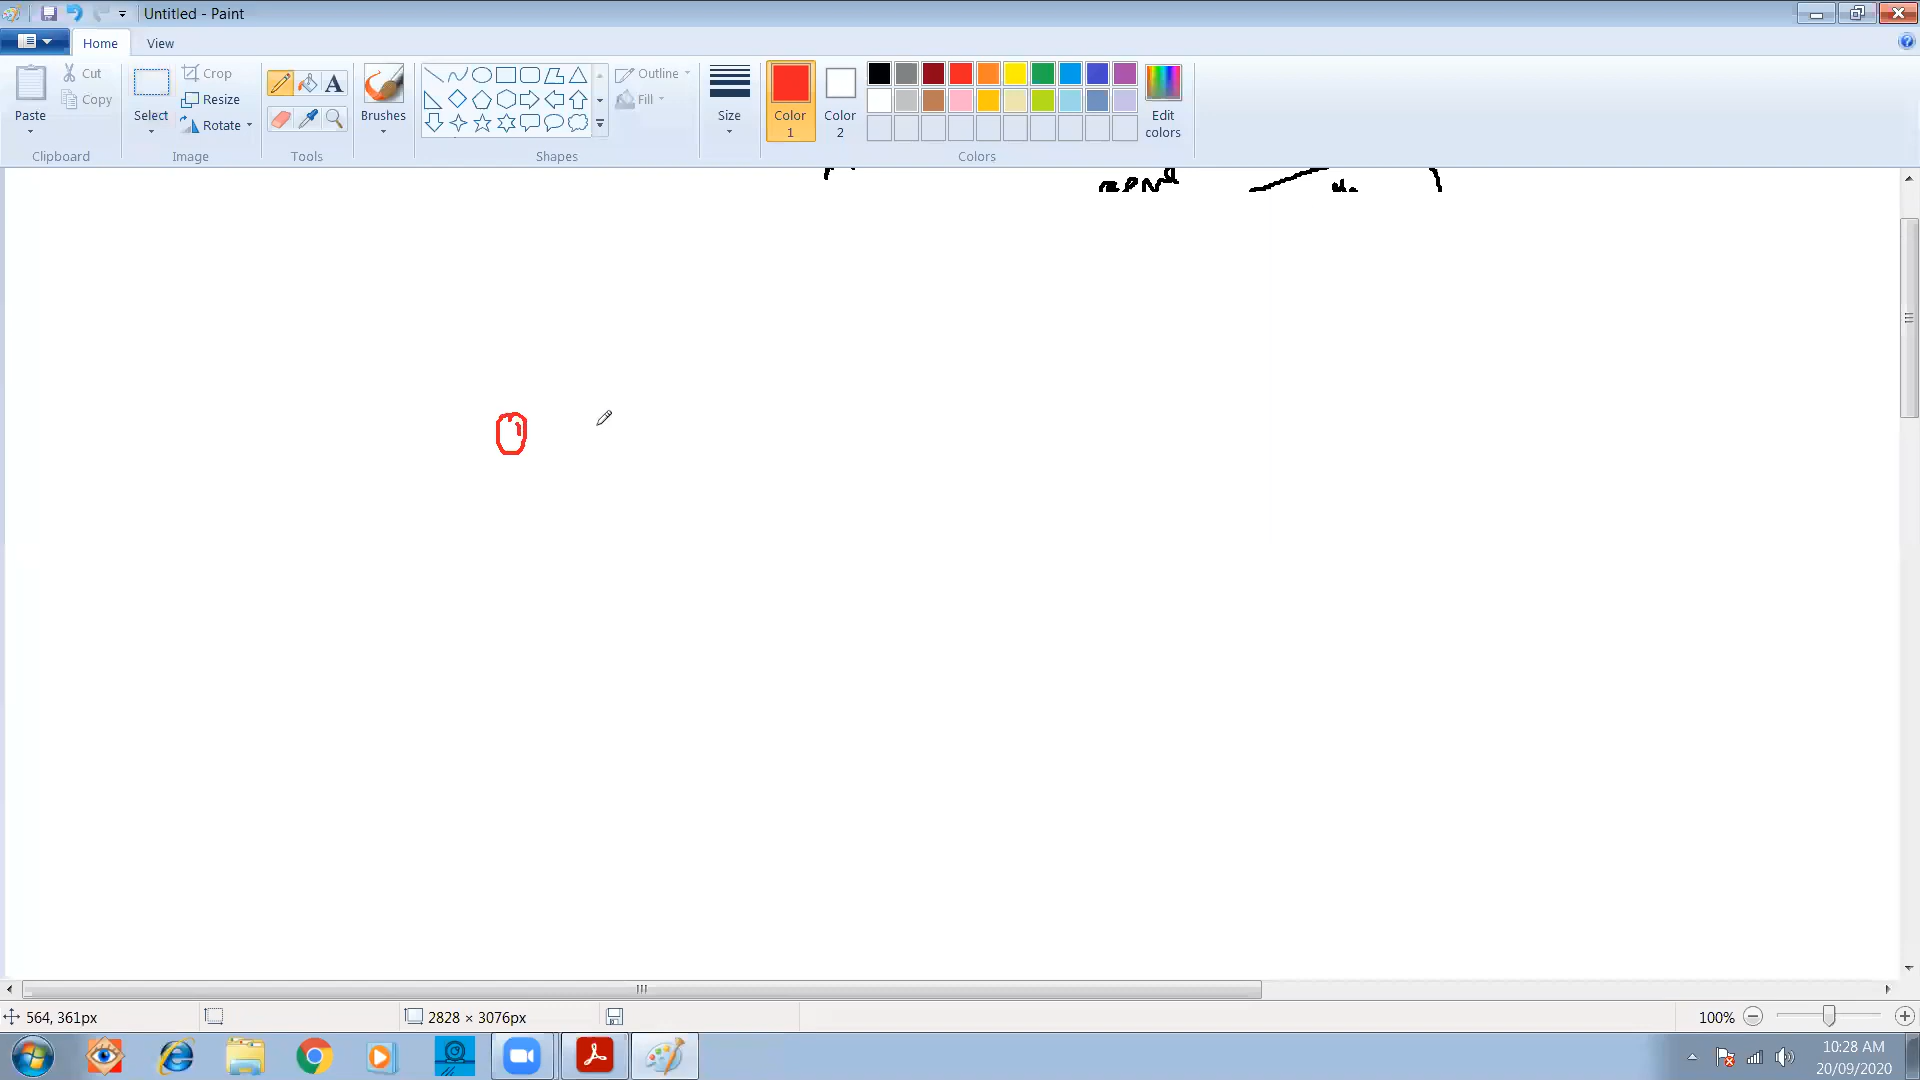 Untitled - Paint
Home View
Cut
Copy
Paste
Clipboard
Crop
Resize
Rotate
Select
Image
A
Tools
Brushes
Shapes
Outline
Fill
Size
Color 1
Color 2
Edit colors
Colors
564, 361px
2828 × 3076px
100%
10:28 AM
20/09/2020